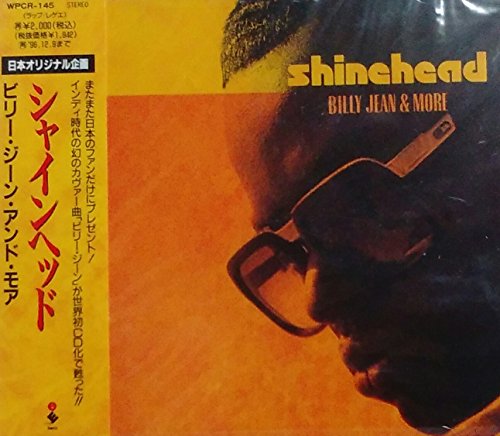 WPCR-145 STEREO
(ラップ/レゲエ)
再¥2,000(税込)
(税抜価格¥1,942)
再'96.12.9まで
日本オリジナル企画
シャインヘッド
ビリー・ジーン・アンド・モア
またまた日本のファンだけにプレゼント!
インディ時代の幻のカヴァー曲「ビリー・ジーン」が世界初CD化で甦った!!
shinehead
BILLY JEAN & MORE